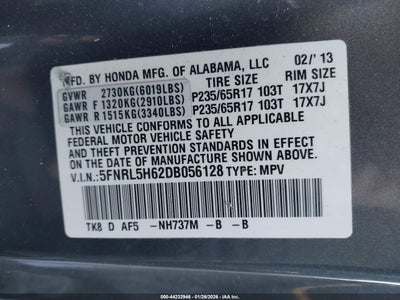 MFD. BY HONDA MFG. OF ALABAMA, LLC 02/'13
GVWR 2730KG(6019LBS) RIM SIZE
GAWR F 1320KG(2910LBS) P235/65R17 103T 17X7J
GAWR R 1515KG(3340LBS) P235/65R17 103T 17X7J
THIS VEHICLE CONFORMS TO ALL APPLICABLE
FEDERAL MOTOR VEHICLE SAFETY AND
THEFT PREVENTION STANDARDS IN EFFECT
ON THE DATE OF MANUFACTURE SHOWN ABOVE.
V.I.N.:5FNRL5H62DB056128 TYPE: MPV
TK8 D AF5 -NH737M -B -B
000-44232946 - 01/26/2026 - IAA Inc.